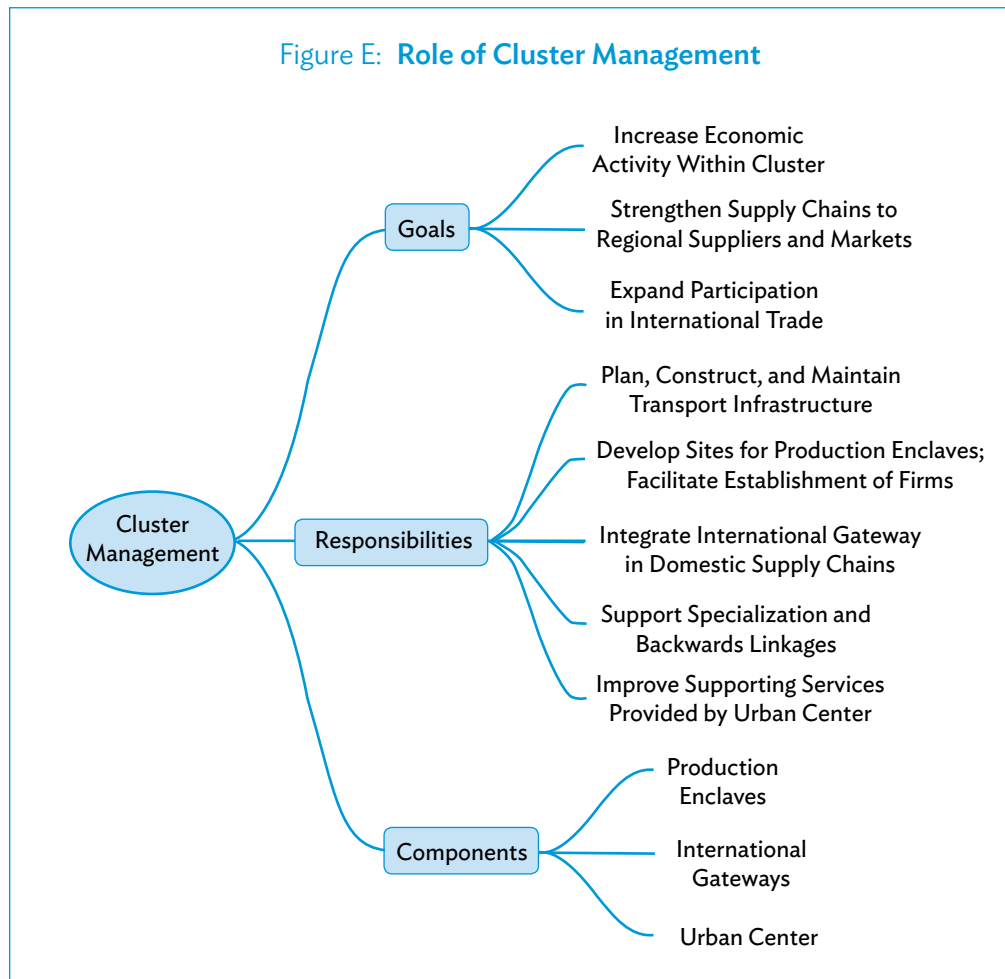 Figure E: Role of Cluster Management
Increase Economic
Activity Within Cluster
Goals
Strengthen Supply Chains to
Regional Suppliers and Markets
Expand Participation
in International Trade
Plan, Construct, and Maintain
Transport Infrastructure
Develop Sites for Production Enclaves;
Facilitate Establishment of Firms
Cluster
Management
Responsibilities
Integrate International Gateway
in Domestic Supply Chains
Support Specialization and
Backwards Linkages
Improve Supporting Services
Provided by Urban Center
Production
Enclaves
Components
International
Gateways
Urban Center